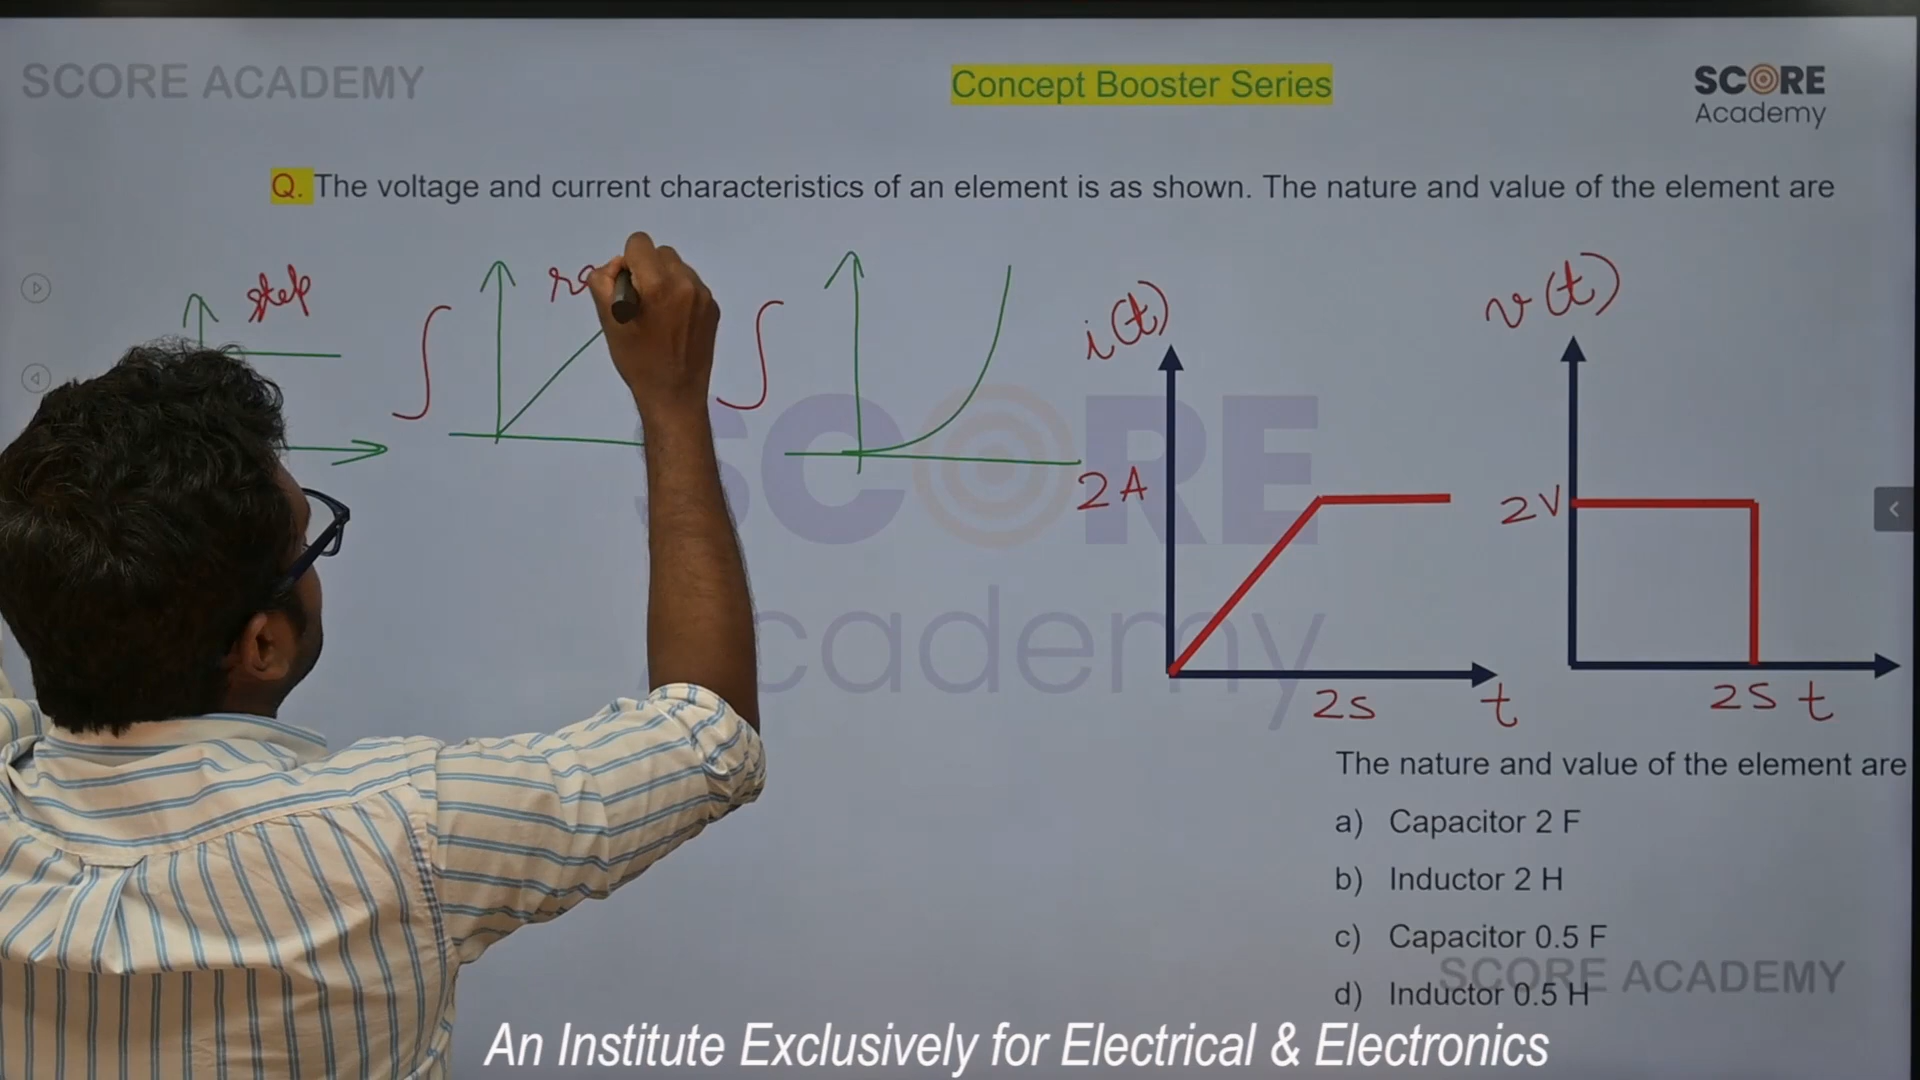 SCORE ACADEMY
Concept Booster Series
SCORE
Academy
Q. The voltage and current characteristics of an element is as shown. The nature and value of the element are
step
i(t)
v(t)
2A
2V
2s
t
2s
t
SCORE
Academy
The nature and value of the element are
a) Capacitor 2 F
b) Inductor 2 H
c) Capacitor 0.5 F
d) Inductor 0.5 H
SCORE ACADEMY
An Institute Exclusively for Electrical & Electronics